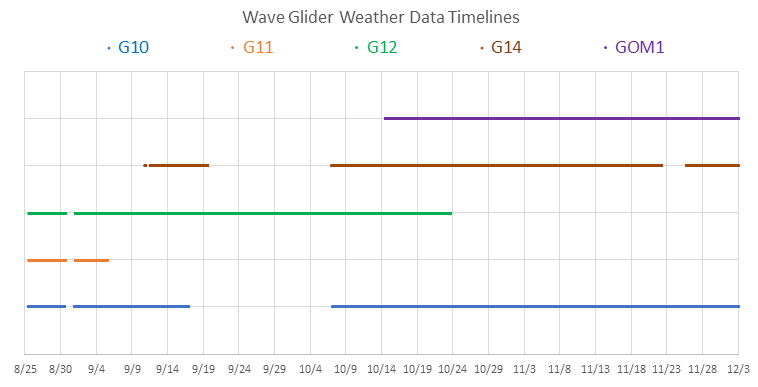 Wave Glider Weather Data Timelines
G10 G11 G12 G14 GOM1
8/25 8/30 9/4 9/9 9/14 9/19 9/24 9/29 10/4 10/9 10/14 10/19 10/24 10/29 11/3 11/8 11/13 11/18 11/23 11/28 12/3